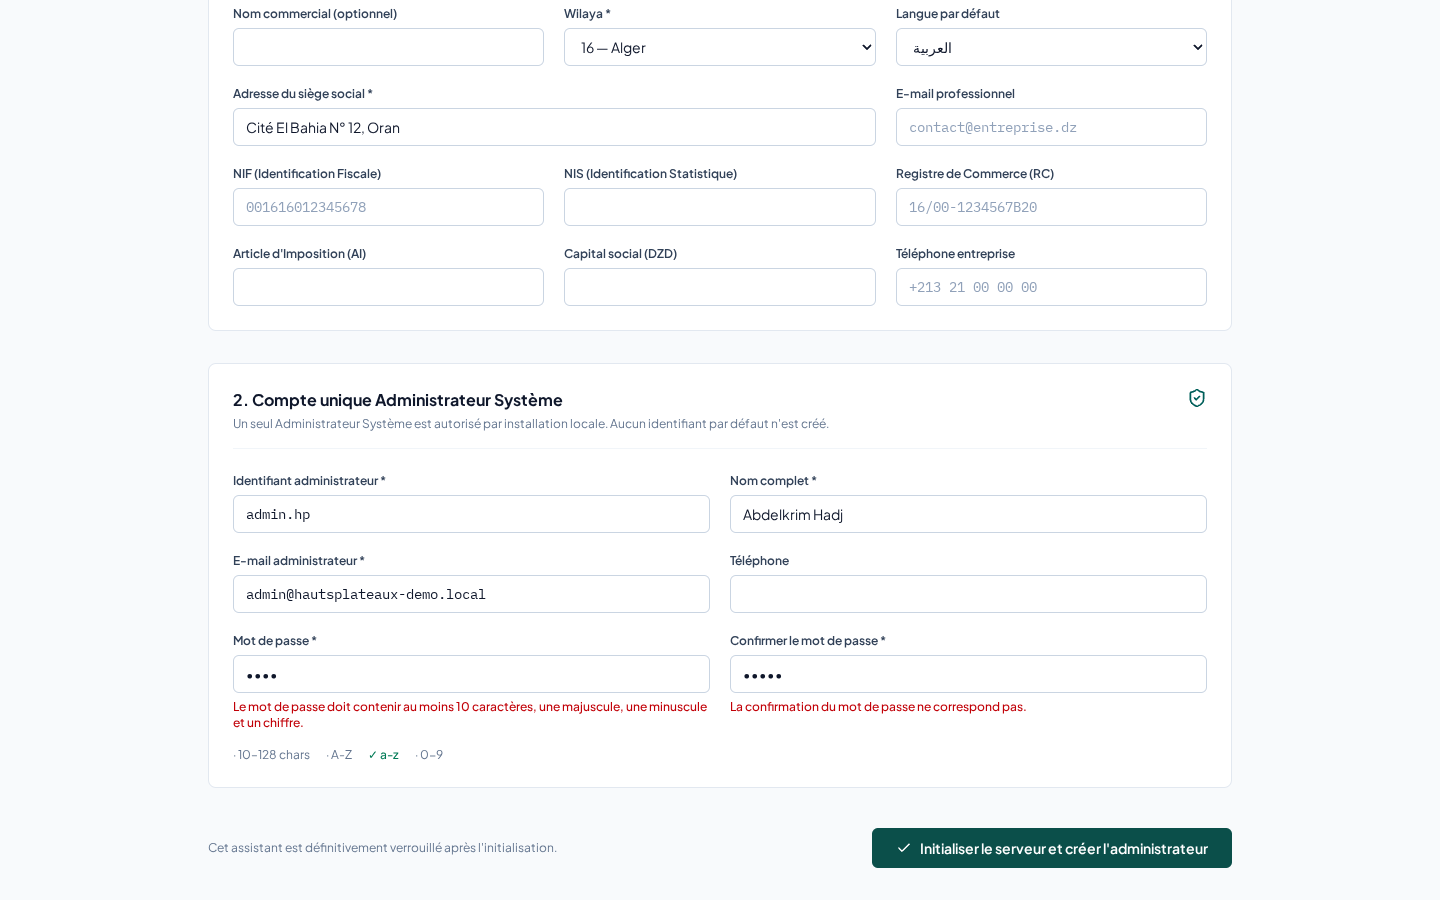 Nom commercial (optionnel)
Wilaya *
Langue par défaut
16 — Alger
العربية
Adresse du siège social *
E-mail professionnel
Cité El Bahia N° 12, Oran
contact@entreprise.dz
NIF (Identification Fiscale)
NIS (Identification Statistique)
Registre de Commerce (RC)
001616012345678
16/00-1234567B20
Article d'Imposition (AI)
Capital social (DZD)
Téléphone entreprise
+213 21 00 00 00
2. Compte unique Administrateur Système
Un seul Administrateur Système est autorisé par installation locale. Aucun identifiant par défaut n'est créé.
Identifiant administrateur *
Nom complet *
admin.hp
Abdelkrim Hadj
E-mail administrateur *
Téléphone
admin@hautsplateaux-demo.local
Mot de passe *
Confirmer le mot de passe *
••••
•••••
Le mot de passe doit contenir au moins 10 caractères, une majuscule, une minuscule
et un chiffre.
La confirmation du mot de passe ne correspond pas.
· 10–128 chars
· A-Z
✓ a-z
· 0-9
Cet assistant est définitivement verrouillé après l'initialisation.
Initialiser le serveur et créer l'administrateur